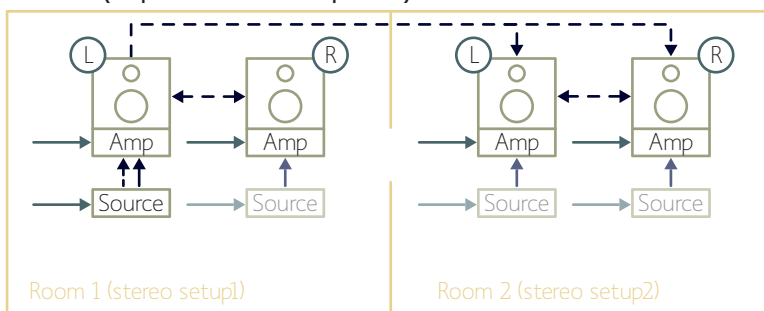 L
R
L
R
Amp
Amp
Amp
Amp
Source
Source
Source
Source
Room 1 (stereo setup1)
Room 2 (stereo setup2)